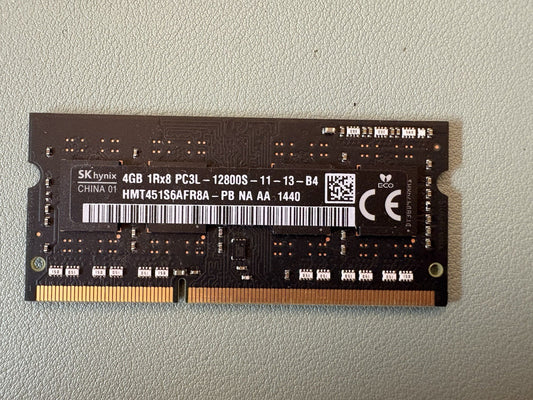 SK hynix
CHINA 01
4GB 1Rx8 PC3L-12800S-11-13-B4
HMT451S6AFR8A-PB NA AA 1440
ECO
CE